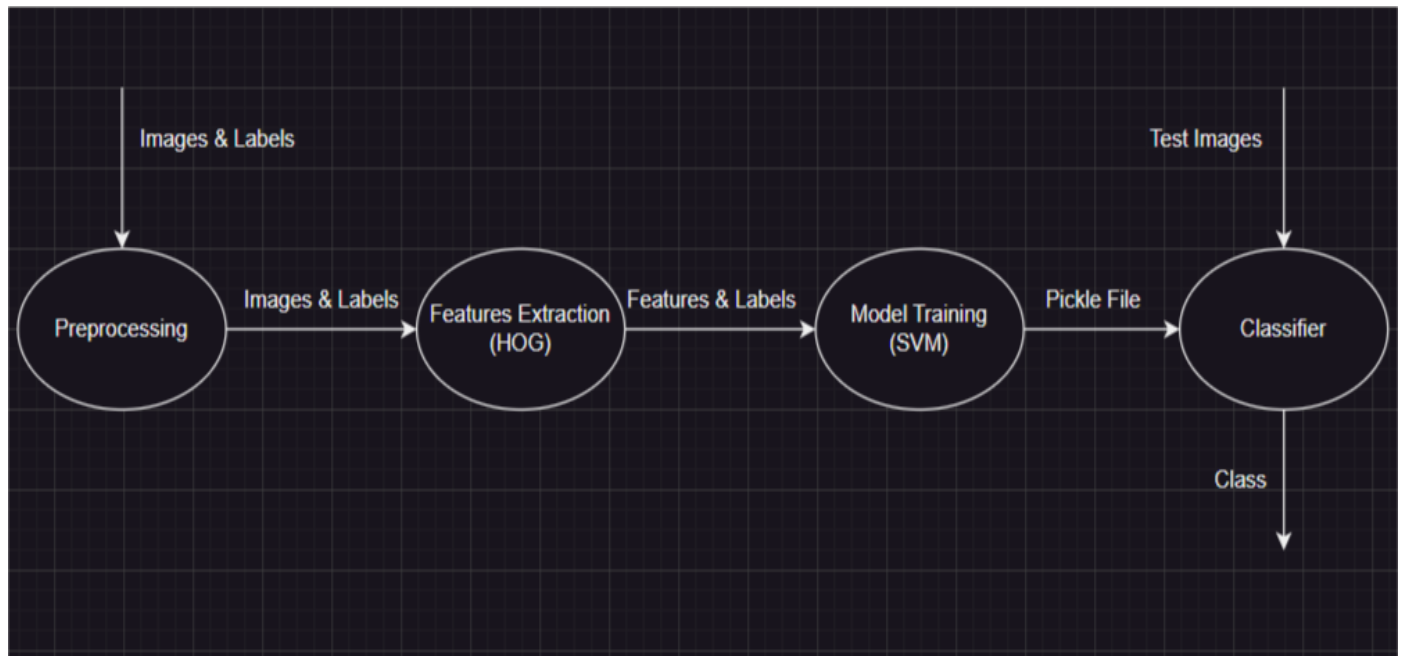 Images & Labels
Test Images
Preprocessing
Images & Labels
Features Extraction
(HOG)
Features & Labels
Model Training
(SVM)
Pickle File
Classifier
Class